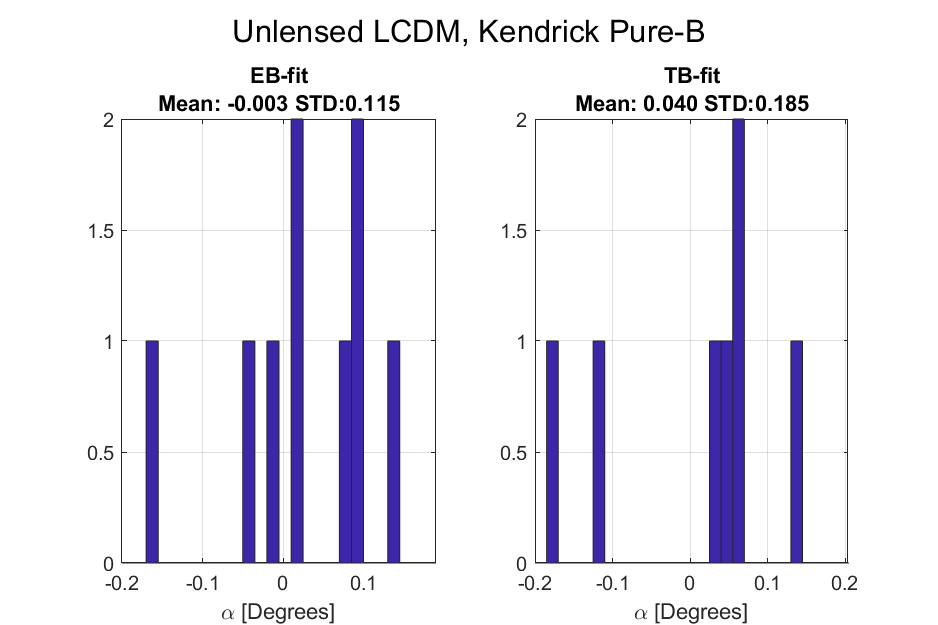 Unlensed LCDM, Kendrick Pure-B
EB-fit
Mean: -0.003 STD:0.115
2
1.5
1
0.5
0
-0.2 -0.1 0 0.1
α [Degrees]
TB-fit
Mean: 0.040 STD:0.185
2
1.5
1
0.5
0
-0.2 -0.1 0 0.1 0.2
α [Degrees]